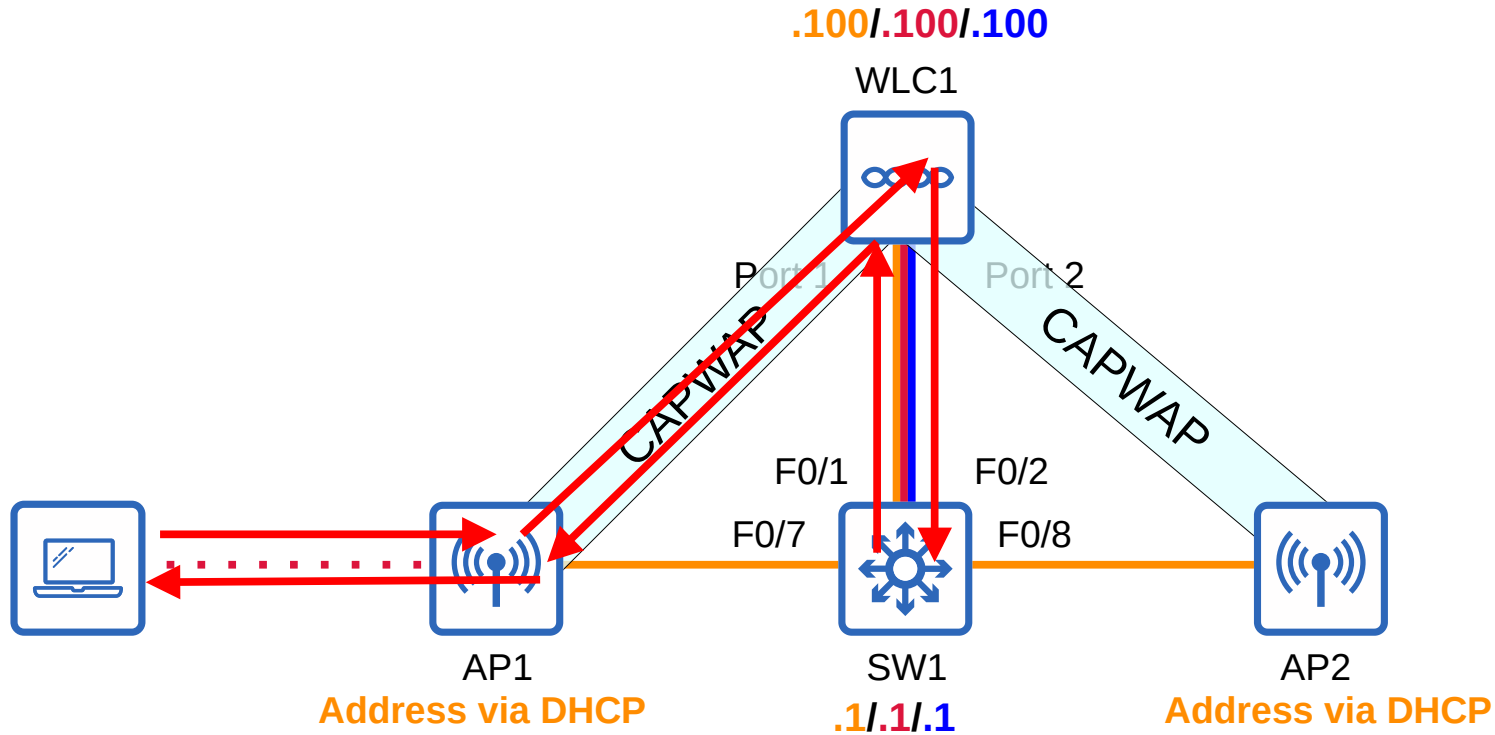 .100/.100/.100
WLC1
Port 1
Port 2
CAPWAP
CAPWAP
F0/1
F0/2
F0/7
F0/8
AP1
SW1
AP2
Address via DHCP
.1/.1/.1
Address via DHCP